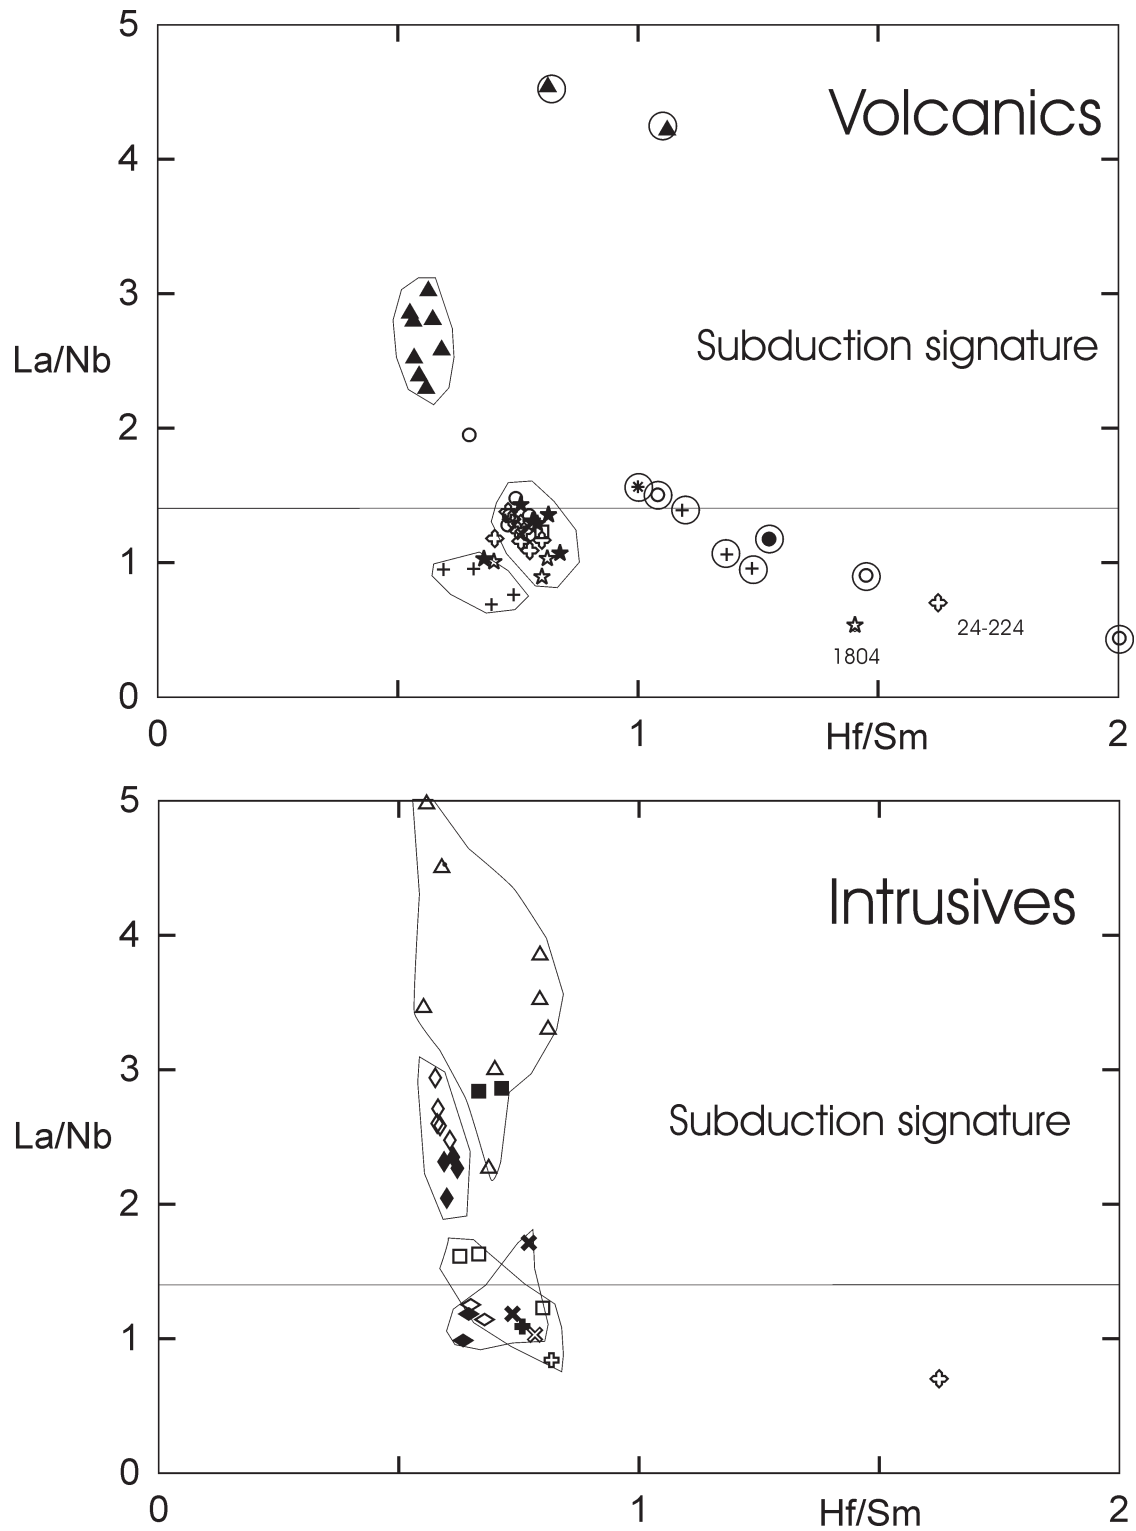 5
Volcanics
4
3
Subduction signature
La/Nb
2
1
24-224
1804
0
0
1
Hf/Sm
2
5
Intrusives
4
3
Subduction signature
La/Nb
2
1
0
0
1
Hf/Sm
2